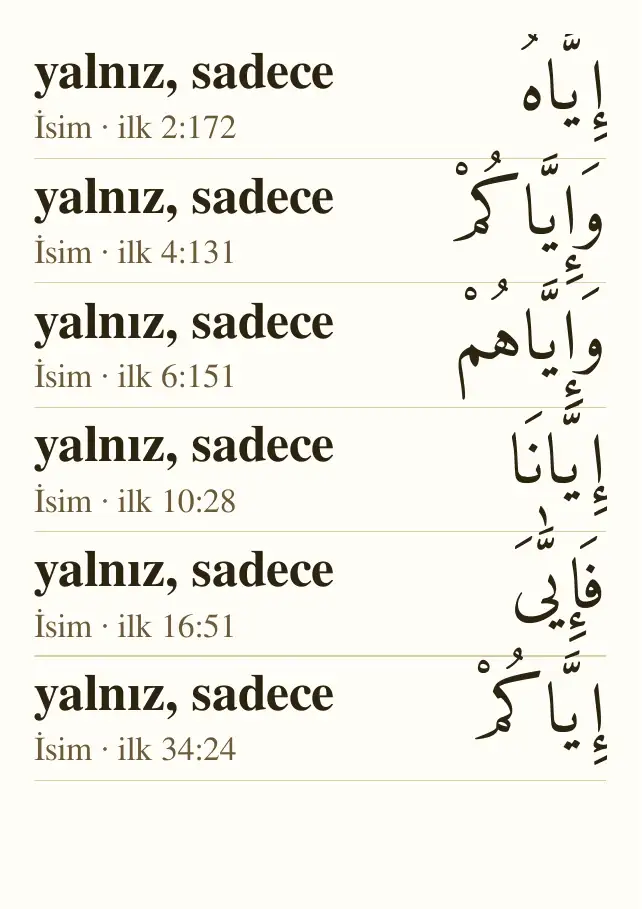 yalnız, sadece إِيَّاهُ
İsim · ilk 2:172
yalnız, sadece وَإِيَّاكُمْ
İsim · ilk 4:131
yalnız, sadece وَإِيَّاهُمْ
İsim · ilk 6:151
yalnız, sadece إِيَّانَا
İsim · ilk 10:28
yalnız, sadece فَإِيَّٰىَ
İsim · ilk 16:51
yalnız, sadece إِيَّاكُمْ
İsim · ilk 34:24